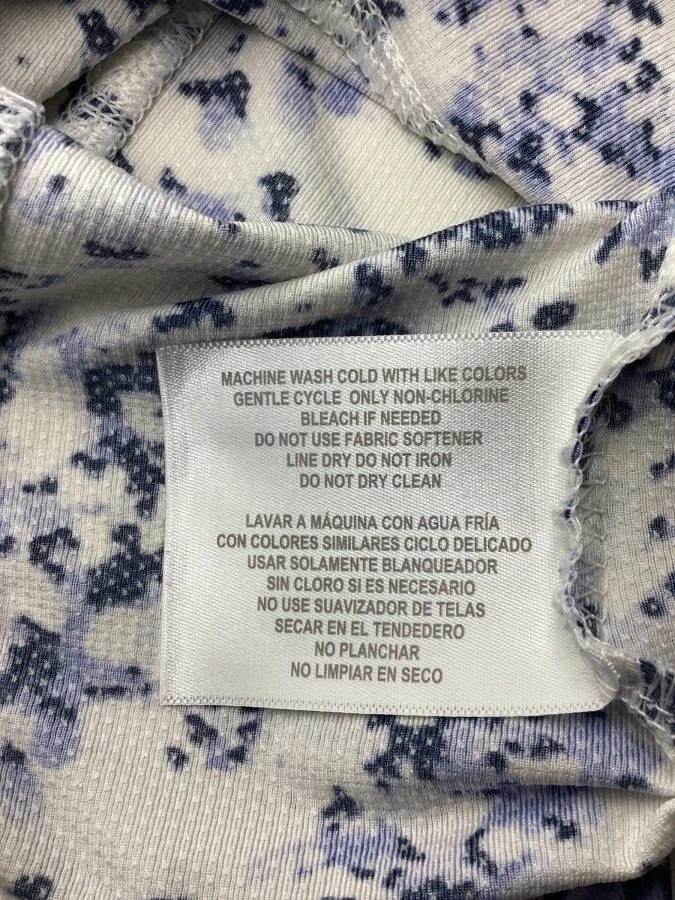 MACHINE WASH COLD WITH LIKE COLORS
GENTLE CYCLE ONLY NON-CHLORINE
BLEACH IF NEEDED
DO NOT USE FABRIC SOFTENER
LINE DRY DO NOT IRON
DO NOT DRY CLEAN
LAVAR A MÁQUINA CON AGUA FRÍA
CON COLORES SIMILARES CICLO DELICADO
USAR SOLAMENTE BLANQUEADOR
SIN CLORO SI ES NECESARIO
NO USE SUAVIZADOR DE TELAS
SECAR EN EL TENDEDERO
NO PLANCHAR
NO LIMPIAR EN SECO